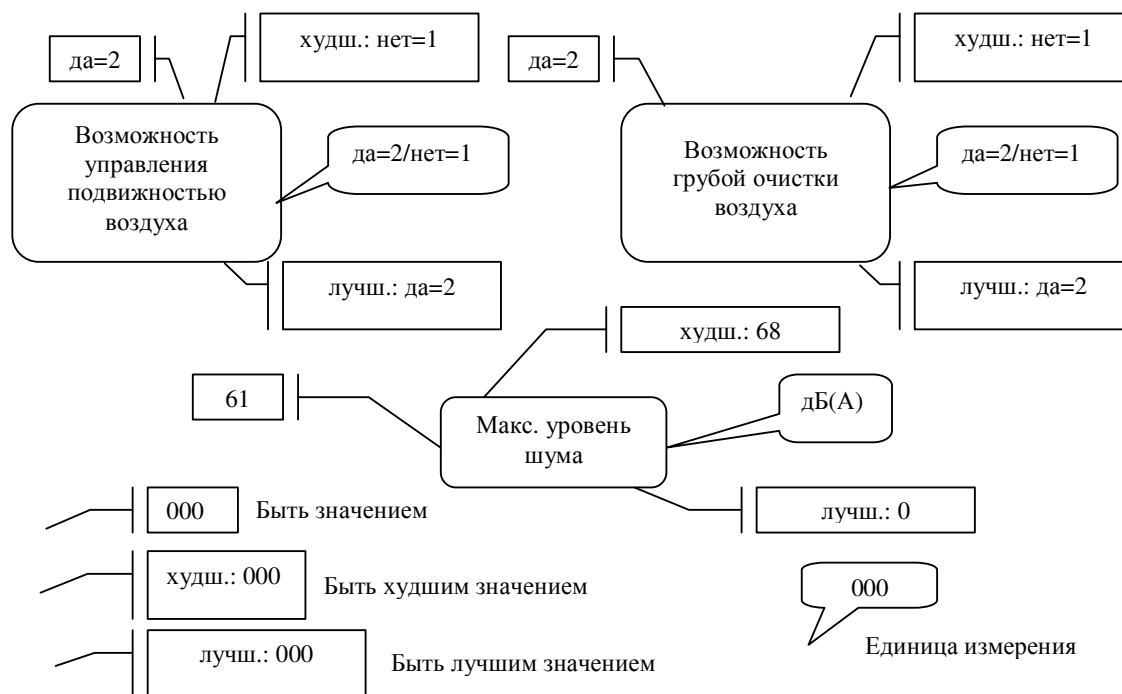 да=2
худш.: нет=1
да=2
худш.: нет=1
Возможность
управления
подвижностью
воздуха
да=2/нет=1
Возможность
грубой очистки
воздуха
да=2/нет=1
лучш.: да=2
лучш.: да=2
худш.: 68
61
Макс. уровень
шума
дБ(А)
лучш.: 0
000
Быть значением
худш.: 000
Быть худшим значением
000
Единица измерения
лучш.: 000
Быть лучшим значением